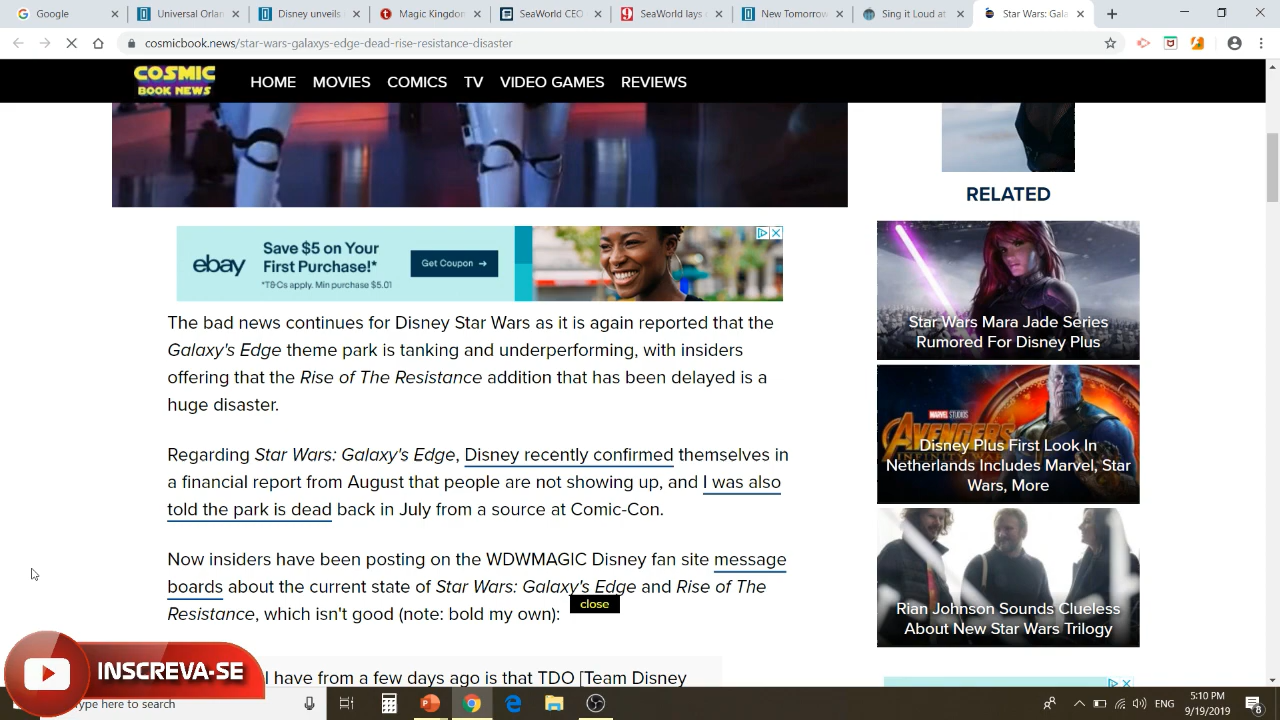 Google
Universal Orlan
Disney unveils
Magic Kingdom
SeaWorld CEO
SeaWorld lays
New Tomorrow
Sing it Loud at
Star Wars: Gala
cosmicbook.news/star-wars-galaxys-edge-dead-rise-resistance-disaster
COSMIC
BOOK NEWS
HOME MOVIES COMICS TV VIDEO GAMES REVIEWS
RELATED
ebay
Save $5 on Your
First Purchase!*
*T&Cs apply. Min purchase $5.01
Get Coupon →
The bad news continues for Disney Star Wars as it is again reported that the
Galaxy's Edge theme park is tanking and underperforming, with insiders
offering that the Rise of The Resistance addition that has been delayed is a
huge disaster.
Regarding Star Wars: Galaxy's Edge, Disney recently confirmed themselves in
a financial report from August that people are not showing up, and I was also
told the park is dead back in July from a source at Comic-Con.
Now insiders have been posting on the WDWMAGIC Disney fan site message
boards about the current state of Star Wars: Galaxy's Edge and Rise of The
Resistance, which isn't good (note: bold my own):
close
I have from a few days ago is that TDO [Team Disney
Star Wars Mara Jade Series
Rumored For Disney Plus
MARVEL STUDIOS
AVENGERS
Disney Plus First Look In
Netherlands Includes Marvel, Star
Wars, More
Rian Johnson Sounds Clueless
About New Star Wars Trilogy
INSCREVA-SE
Type here to search
ENG
5:10 PM
9/19/2019
8